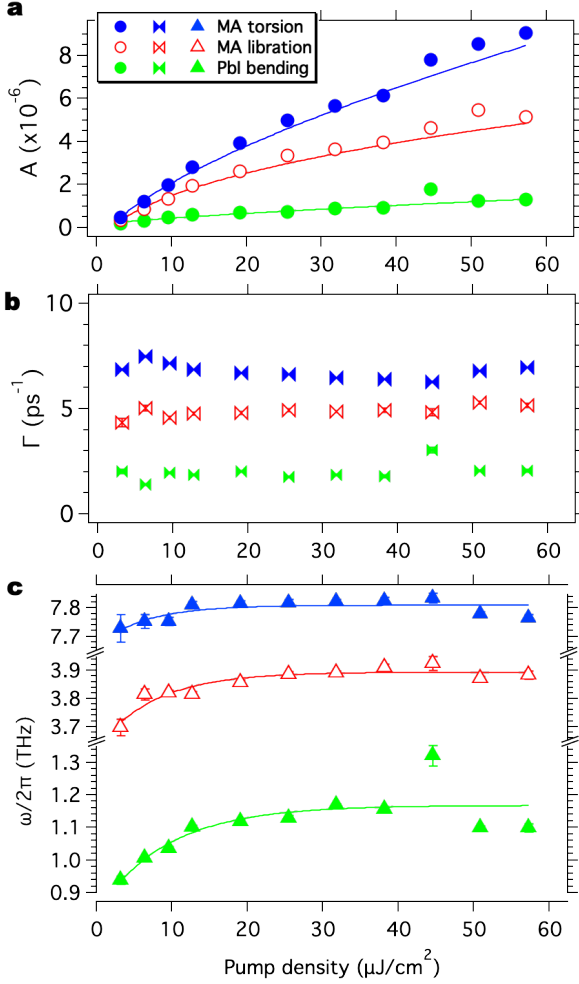 a
MA torsion
MA libration
PbI bending
8
6
4
2
0
A (x10⁻⁶)
0 10 20 30 40 50 60
b
10
5
0
Γ (ps⁻¹)
0 10 20 30 40 50 60
c
7.8
7.7
3.9
3.8
3.7
1.3
1.2
1.1
1.0
0.9
ω/2π (THz)
0 10 20 30 40 50 60
Pump density (µJ/cm²)